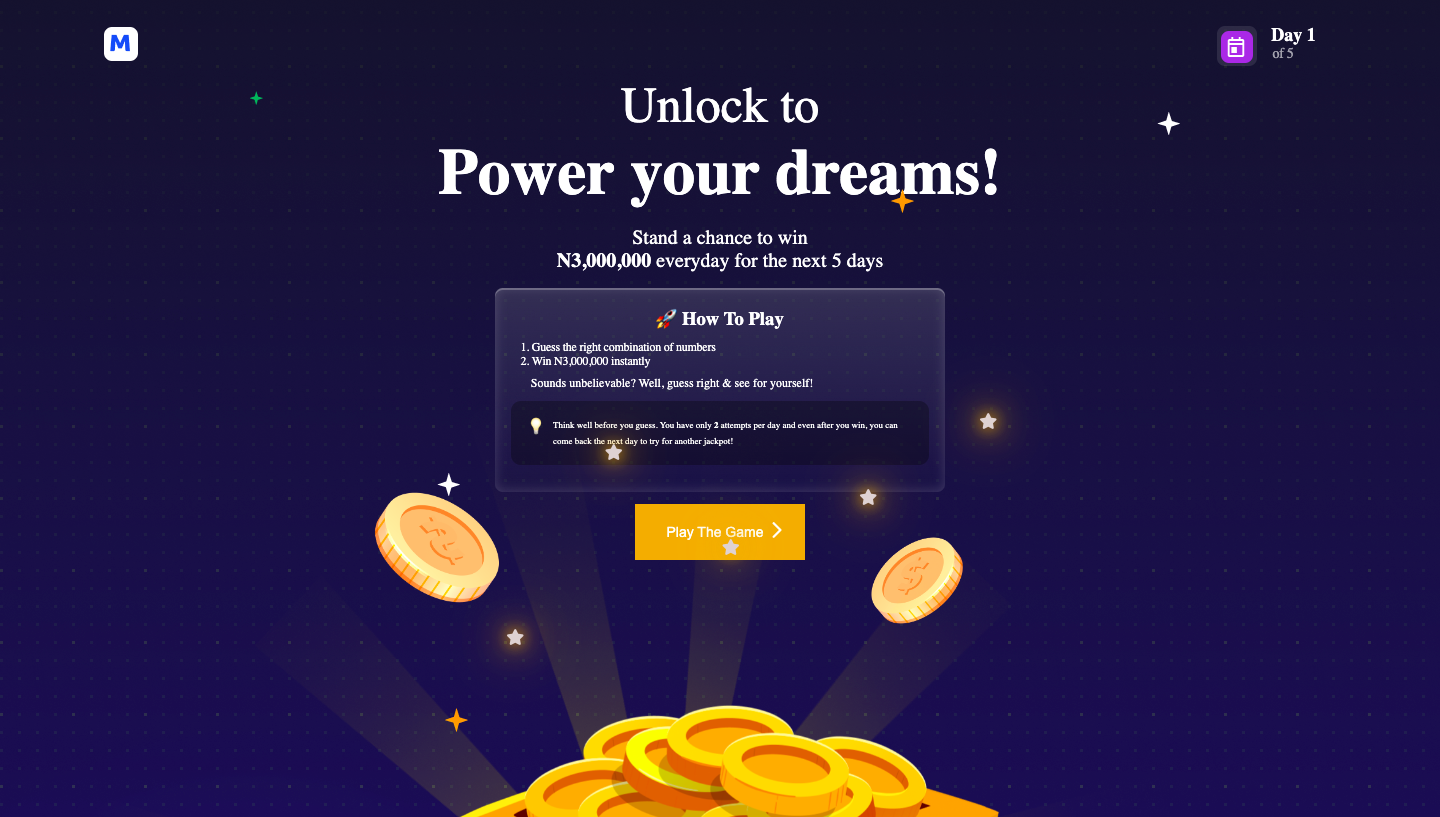 M
Day 1
of 5
Unlock to
Power your dreams!
Stand a chance to win
N3,000,000 everyday for the next 5 days
🚀 How To Play
1. Guess the right combination of numbers
2. Win N3,000,000 instantly
Sounds unbelievable? Well, guess right & see for yourself!
Think well before you guess. You have only 2 attempts per day and even after you win, you can
come back the next day to try for another jackpot!
Play The Game